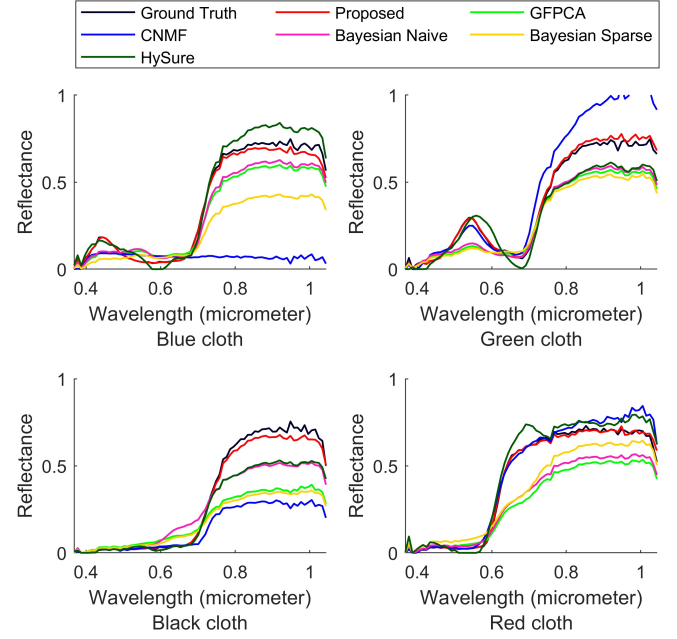 Ground Truth Proposed GFPCA
CNMF Bayesian Naive Bayesian Sparse
HySure
1
0.5
0
Reflectance
0.4 0.6 0.8 1
Wavelength (micrometer)
Blue cloth
1
0.5
0
Reflectance
0.4 0.6 0.8 1
Wavelength (micrometer)
Green cloth
1
0.5
0
Reflectance
0.4 0.6 0.8 1
Wavelength (micrometer)
Black cloth
1
0.5
0
Reflectance
0.4 0.6 0.8 1
Wavelength (micrometer)
Red cloth